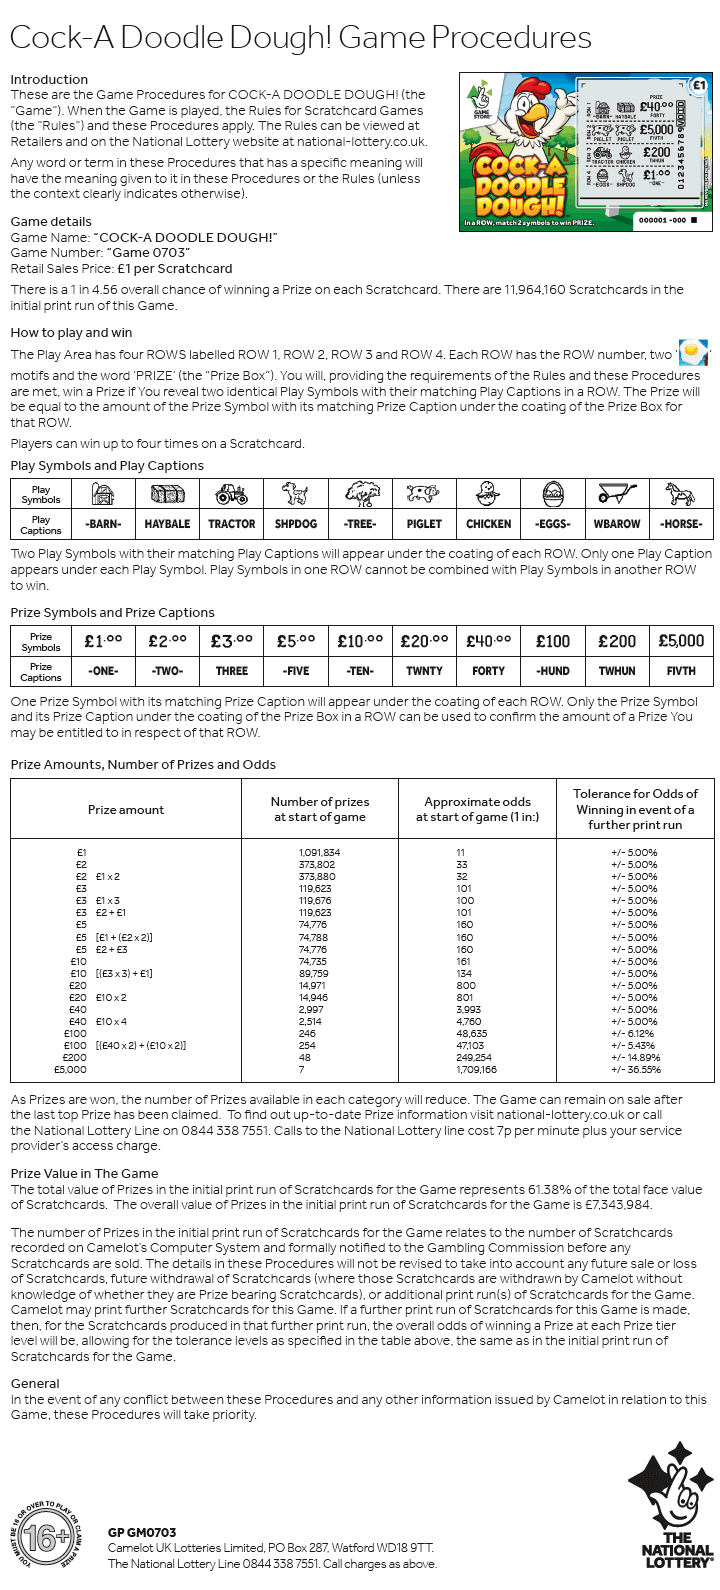 Cock-A Doodle Dough! Game Procedures
Introduction
These are the Game Procedures for COCK-A DOODLE DOUGH! (the
“Game”). When the Game is played, the Rules for Scratchcard Games
(the “Rules”) and these Procedures apply. The Rules can be viewed at
Retailers and on the National Lottery website at national-lottery.co.uk.
Any word or term in these Procedures that has a specific meaning will
have the meaning given to it in these Procedures or the Rules (unless
the context clearly indicates otherwise).
GAME STORE
£1
COCK-A
DOODLE
DOUGH!
In a ROW, match 2 symbols to win PRIZE.
PRIZE
ROW 1 -BARN- HAYBALE £40.00 FORTY
ROW 2 PIGLET PIGLET £5,000 FIVTH
ROW 3 TRACTOR CHICKEN £200 TWHUN
ROW 4 -EGGS- SHPDOG £1.00 -ONE-
0123456789 VOID
000001-000
Game details
Game Name: “COCK-A DOODLE DOUGH!”
Game Number: “Game 0703”
Retail Sales Price: £1 per Scratchcard
There is a 1 in 4.56 overall chance of winning a Prize on each Scratchcard. There are 11,964,160 Scratchcards in the
initial print run of this Game.
How to play and win
The Play Area has four ROWS labelled ROW 1, ROW 2, ROW 3 and ROW 4. Each ROW has the ROW number, two ‘ ’
motifs and the word ‘PRIZE’ (the “Prize Box”). You will, providing the requirements of the Rules and these Procedures
are met, win a Prize if You reveal two identical Play Symbols with their matching Play Captions in a ROW. The Prize will
be equal to the amount of the Prize Symbol with its matching Prize Caption under the coating of the Prize Box for
that ROW.
Players can win up to four times on a Scratchcard.
Play Symbols and Play Captions
Play Symbols
Play Captions -BARN- HAYBALE TRACTOR SHPDOG -TREE- PIGLET CHICKEN -EGGS- WBAROW -HORSE-
Two Play Symbols with their matching Play Captions will appear under the coating of each ROW. Only one Play Caption
appears under each Play Symbol. Play Symbols in one ROW cannot be combined with Play Symbols in another ROW
to win.
Prize Symbols and Prize Captions
Prize Symbols £1.00 £2.00 £3.00 £5.00 £10.00 £20.00 £40.00 £100 £200 £5,000
Prize Captions -ONE- -TWO- THREE -FIVE -TEN- TWNTY FORTY -HUND TWHUN FIVTH
One Prize Symbol with its matching Prize Caption will appear under the coating of each ROW. Only the Prize Symbol
and its Prize Caption under the coating of the Prize Box in a ROW can be used to confirm the amount of a Prize You
may be entitled to in respect of that ROW.
Prize Amounts, Number of Prizes and Odds
Prize amount
Number of prizes at start of game
Approximate odds at start of game (1 in:)
Tolerance for Odds of Winning in event of a further print run
£1 1,091,834 11 +/- 5.00%
£2 373,802 33 +/- 5.00%
£2 £1 x 2 373,880 32 +/- 5.00%
£3 119,623 101 +/- 5.00%
£3 £1 x 3 119,676 100 +/- 5.00%
£3 £2 + £1 119,623 101 +/- 5.00%
£5 74,776 160 +/- 5.00%
£5 [£1 + (£2 x 2)] 74,788 160 +/- 5.00%
£5 £2 + £3 74,776 160 +/- 5.00%
£10 74,735 161 +/- 5.00%
£10 [(£3 x 3) + £1] 89,759 134 +/- 5.00%
£20 14,971 800 +/- 5.00%
£20 £10 x 2 14,946 801 +/- 5.00%
£40 2,997 3,993 +/- 5.00%
£40 £10 x 4 2,514 4,760 +/- 5.00%
£100 246 48,635 +/- 6.12%
£100 [(£40 x 2) + (£10 x 2)] 254 47,103 +/- 5.43%
£200 48 249,254 +/- 14.89%
£5,000 7 1,709,166 +/- 36.55%
As Prizes are won, the number of Prizes available in each category will reduce. The Game can remain on sale after
the last top Prize has been claimed. To find out up-to-date Prize information visit national-lottery.co.uk or call
the National Lottery Line on 0844 338 7551. Calls to the National Lottery line cost 7p per minute plus your service
provider’s access charge.
Prize Value in The Game
The total value of Prizes in the initial print run of Scratchcards for the Game represents 61.38% of the total face value
of Scratchcards. The overall value of Prizes in the initial print run of Scratchcards for the Game is £7,343,984.
The number of Prizes in the initial print run of Scratchcards for the Game relates to the number of Scratchcards
recorded on Camelot’s Computer System and formally notified to the Gambling Commission before any
Scratchcards are sold. The details in these Procedures will not be revised to take into account any future sale or loss
of Scratchcards, future withdrawal of Scratchcards (where those Scratchcards are withdrawn by Camelot without
knowledge of whether they are Prize bearing Scratchcards), or additional print run(s) of Scratchcards for the Game.
Camelot may print further Scratchcards for this Game. If a further print run of Scratchcards for this Game is made,
then, for the Scratchcards produced in that further print run, the overall odds of winning a Prize at each Prize tier
level will be, allowing for the tolerance levels as specified in the table above, the same as in the initial print run of
Scratchcards for the Game.
General
In the event of any conflict between these Procedures and any other information issued by Camelot in relation to this
Game, these Procedures will take priority.
YOU MUST BE 16 OR OVER TO PLAY OR CLAIM A PRIZE
16+
GP GM0703
Camelot UK Lotteries Limited, PO Box 287, Watford WD18 9TT.
The National Lottery Line 0844 338 7551. Call charges as above.
THE
NATIONAL
LOTTERY®